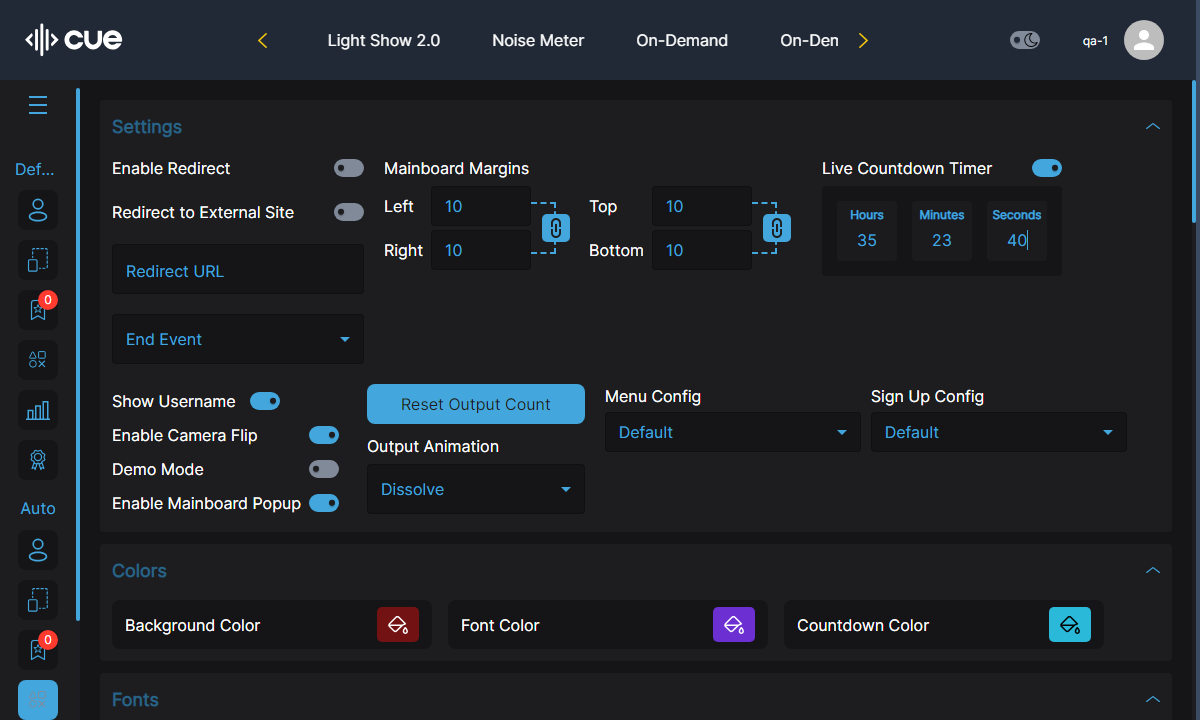 cue
Light Show 2.0
Noise Meter
On-Demand
On-Den
qa-1
Def...
0
Auto
0
Settings
Enable Redirect
Redirect to External Site
Redirect URL
End Event
Mainboard Margins
Left 10
Right 10
Top 10
Bottom 10
Live Countdown Timer
Hours Minutes Seconds
35 23 40
Show Username
Enable Camera Flip
Demo Mode
Enable Mainboard Popup
Reset Output Count
Output Animation
Dissolve
Menu Config
Default
Sign Up Config
Default
Colors
Background Color
Font Color
Countdown Color
Fonts